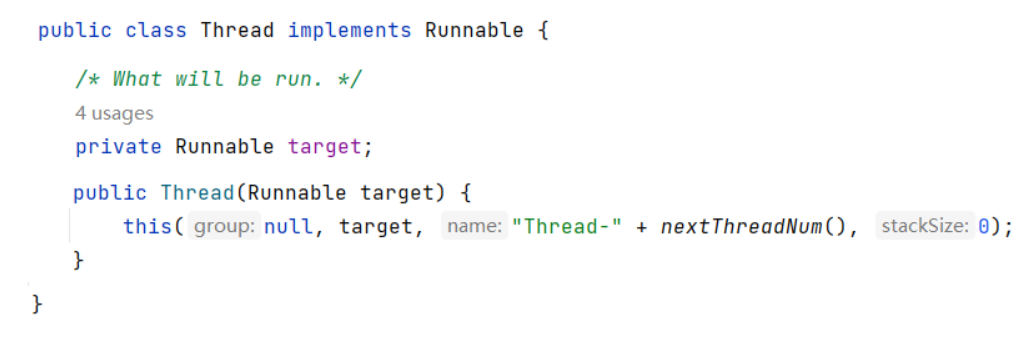 public class Thread implements Runnable {
/* What will be run. */
4 usages
private Runnable target;
public Thread(Runnable target) {
this( group: null, target, name: "Thread-" + nextThreadNum(), stackSize: 0);
}
}